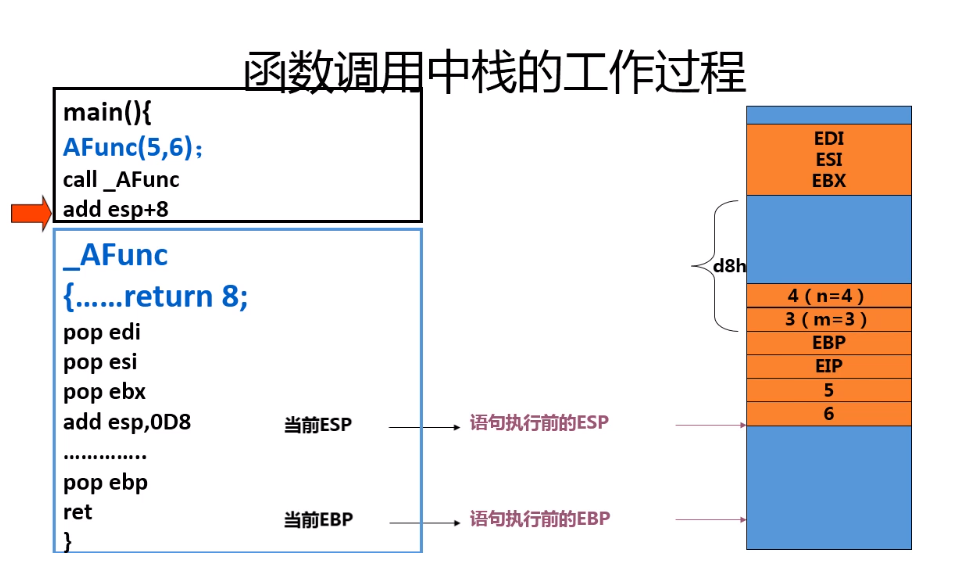 函数调用中栈的工作过程
main(){
AFunc(5,6)；
call _AFunc
add esp+8
_AFunc
{……return 8;
pop edi
pop esi
pop ebx
add esp,0D8
…………..
pop ebp
ret
}
当前ESP
语句执行前的ESP
当前EBP
语句执行前的EBP
EDI
ESI
EBX
d8h
4（n=4）
3（m=3）
EBP
EIP
5
6